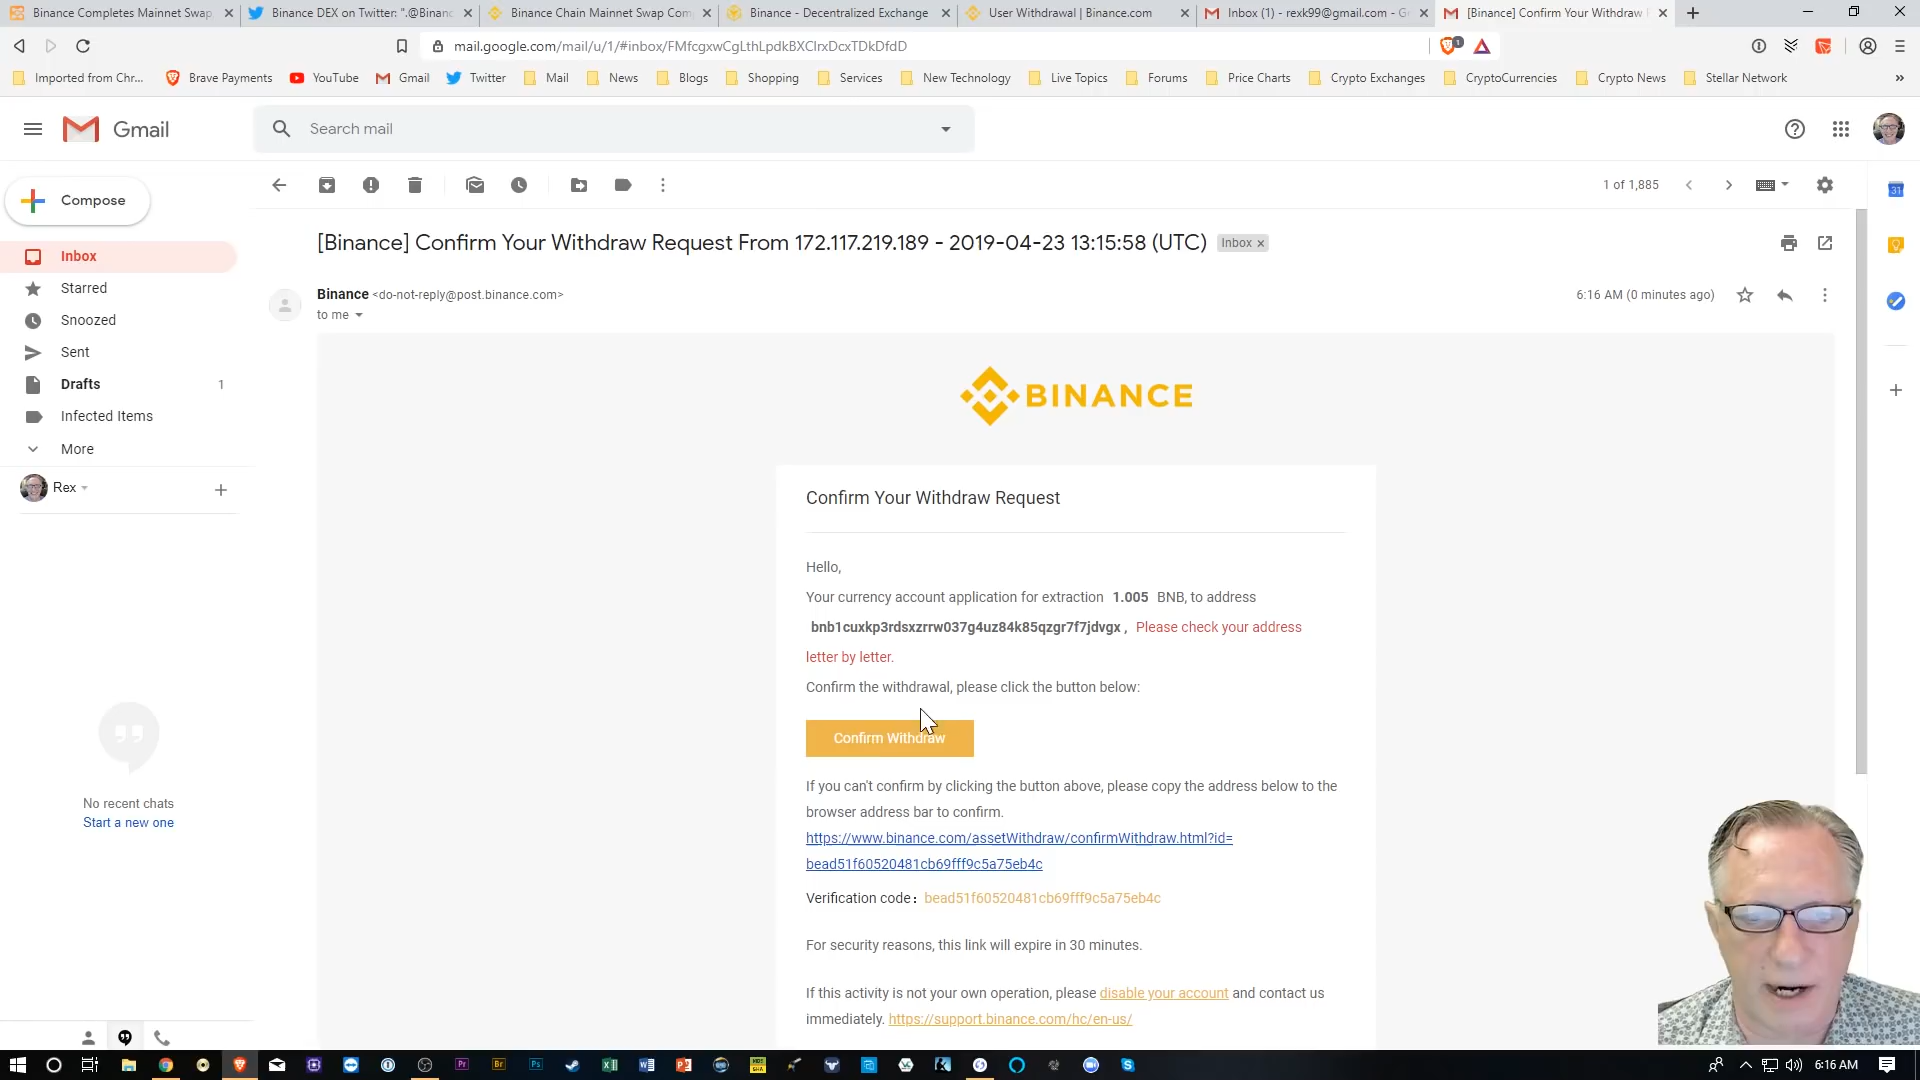 Binance Completes Mainnet Swap
Binance DEX on Twitter: ".@Binanc
Binance Chain Mainnet Swap Com
Binance - Decentralized Exchange
User Withdrawal | Binance.com
Inbox (1) - rexk99@gmail.com - G
[Binance] Confirm Your Withdraw
mail.google.com/mail/u/1/#inbox/FMfcgxwCgLthLpdkBXClrxDcxTDkDfdD
1
Imported from Chr...
Brave Payments
YouTube
Gmail
Twitter
Mail
News
Blogs
Shopping
Services
New Technology
Live Topics
Forums
Price Charts
Crypto Exchanges
CryptoCurrencies
Crypto News
Stellar Network
»
Gmail
Search mail
Compose
1 of 1,885
31
Inbox
Starred
Snoozed
Sent
Drafts 1
Infected Items
More
Rex
No recent chats
Start a new one
[Binance] Confirm Your Withdraw Request From 172.117.219.189 - 2019-04-23 13:15:58 (UTC) Inbox x
Binance <do-not-reply@post.binance.com>
6:16 AM (0 minutes ago)
to me
BINANCE
Confirm Your Withdraw Request
Hello,
Your currency account application for extraction 1.005 BNB, to address
bnb1cuxkp3rdsxzrrw037g4uz84k85qzgr7f7jdvgx , Please check your address
letter by letter.
Confirm the withdrawal, please click the button below:
Confirm Withdraw
If you can't confirm by clicking the button above, please copy the address below to the
browser address bar to confirm.
https://www.binance.com/assetWithdraw/confirmWithdraw.html?id=
bead51f60520481cb69fff9c5a75eb4c
Verification code： bead51f60520481cb69fff9c5a75eb4c
For security reasons, this link will expire in 30 minutes.
If this activity is not your own operation, please disable your account and contact us
immediately. https://support.binance.com/hc/en-us/
Pr
Br
Ps
6:16 AM